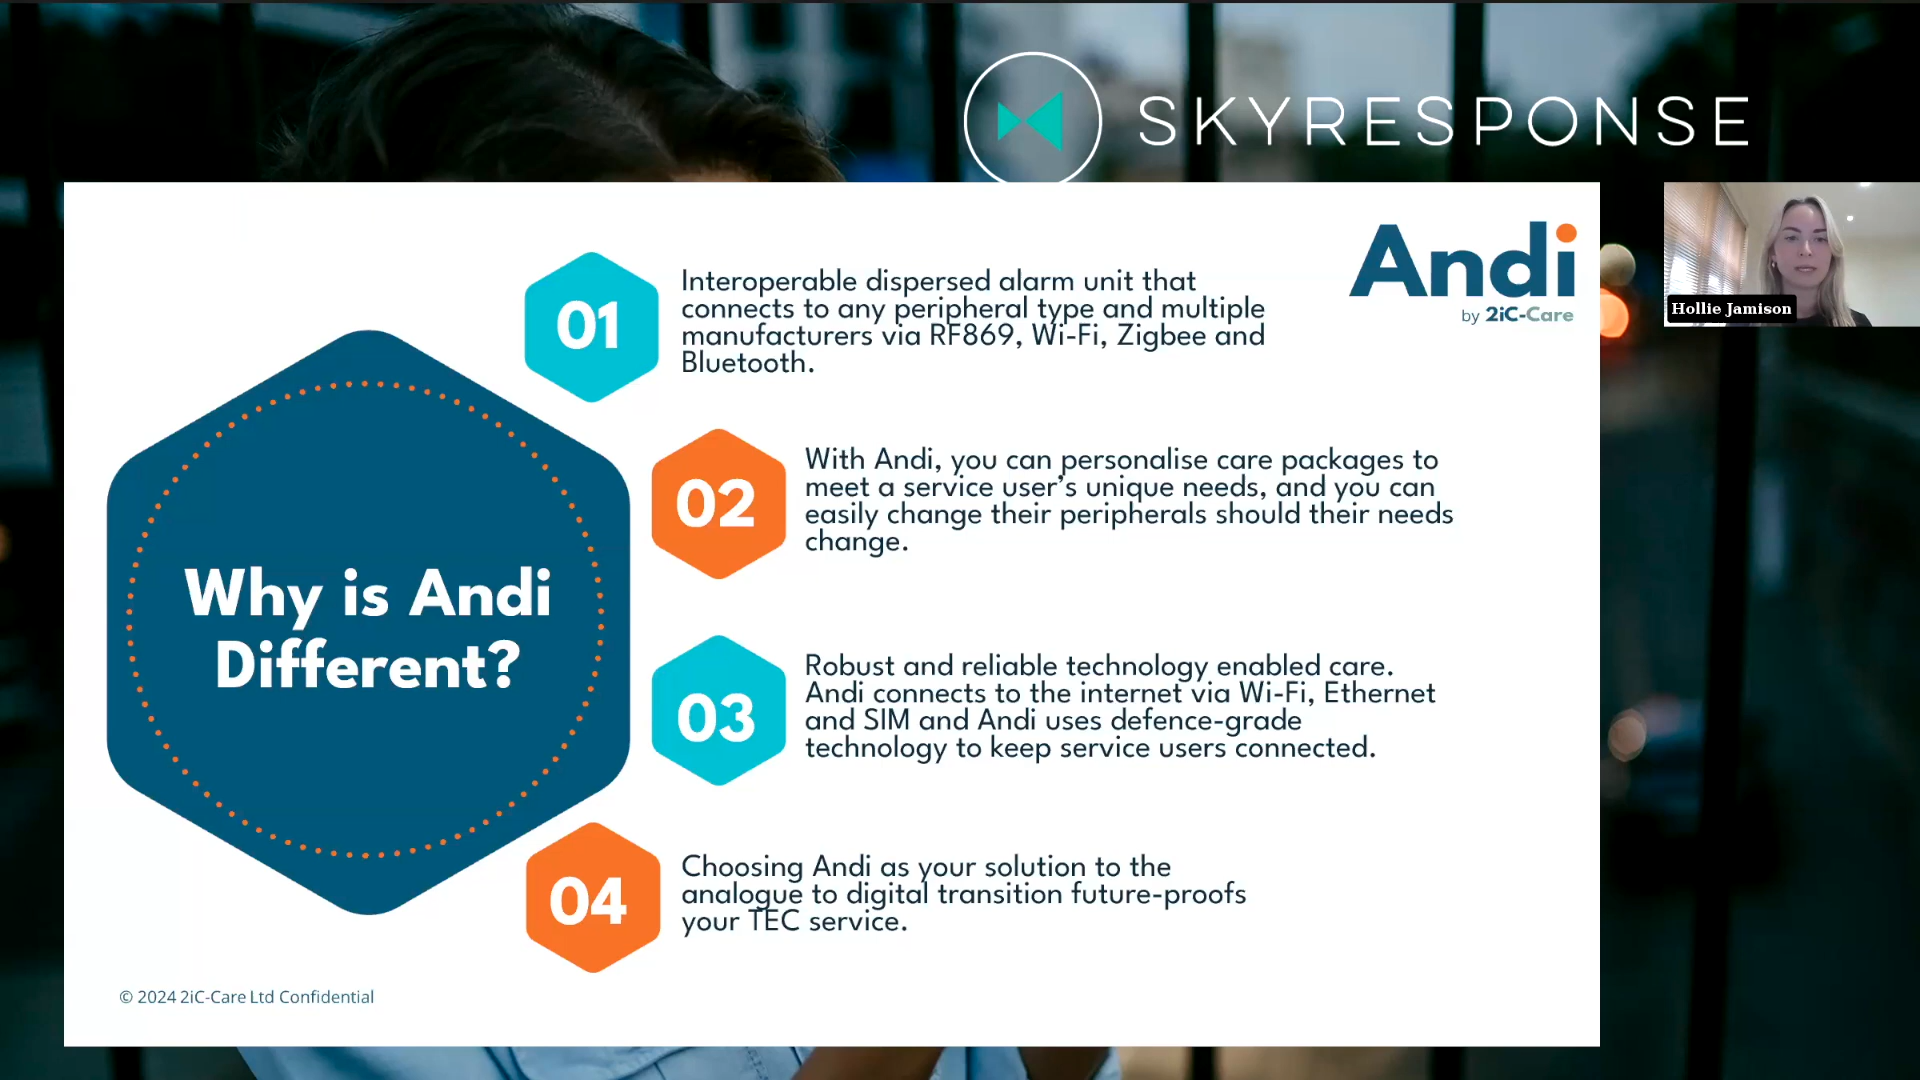 SKYRESPONSE
Andi
by 2iC-Care
Hollie Jamison
Why is Andi
Different?
01
Interoperable dispersed alarm unit that
connects to any peripheral type and multiple
manufacturers via RF869, Wi-Fi, Zigbee and
Bluetooth.
02
With Andi, you can personalise care packages to
meet a service user's unique needs, and you can
easily change their peripherals should their needs
change.
03
Robust and reliable technology enabled care.
Andi connects to the internet via Wi-Fi, Ethernet
and SIM and Andi uses defence-grade
technology to keep service users connected.
04
Choosing Andi as your solution to the
analogue to digital transition future-proofs
your TEC service.
© 2024 2iC-Care Ltd Confidential